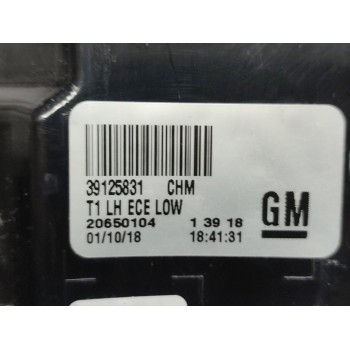 39125831 CHM
T1 LH ECE LOW
20650104 1 39 18
01/10/18 18:41:31
GM